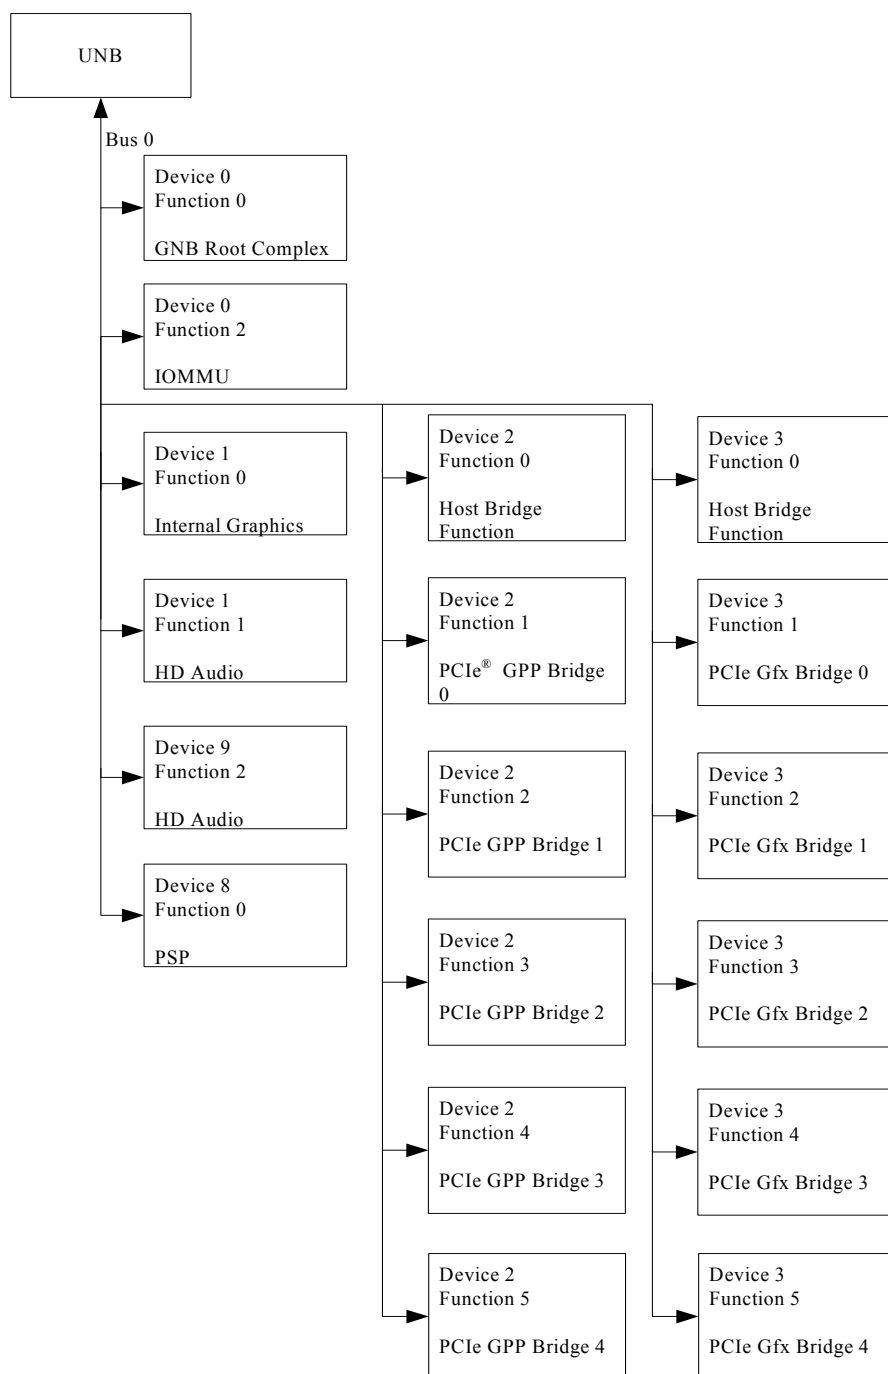 UNB
Bus 0
Device 0
Function 0
GNB Root Complex
Device 0
Function 2
IOMMU
Device 1
Function 0
Internal Graphics
Device 1
Function 1
HD Audio
Device 9
Function 2
HD Audio
Device 8
Function 0
PSP
Device 2
Function 0
Host Bridge
Function
Device 2
Function 1
PCIe® GPP Bridge
0
Device 2
Function 2
PCIe GPP Bridge 1
Device 2
Function 3
PCIe GPP Bridge 2
Device 2
Function 4
PCIe GPP Bridge 3
Device 2
Function 5
PCIe GPP Bridge 4
Device 3
Function 0
Host Bridge
Function
Device 3
Function 1
PCIe Gfx Bridge 0
Device 3
Function 2
PCIe Gfx Bridge 1
Device 3
Function 3
PCIe Gfx Bridge 2
Device 3
Function 4
PCIe Gfx Bridge 3
Device 3
Function 5
PCIe Gfx Bridge 4